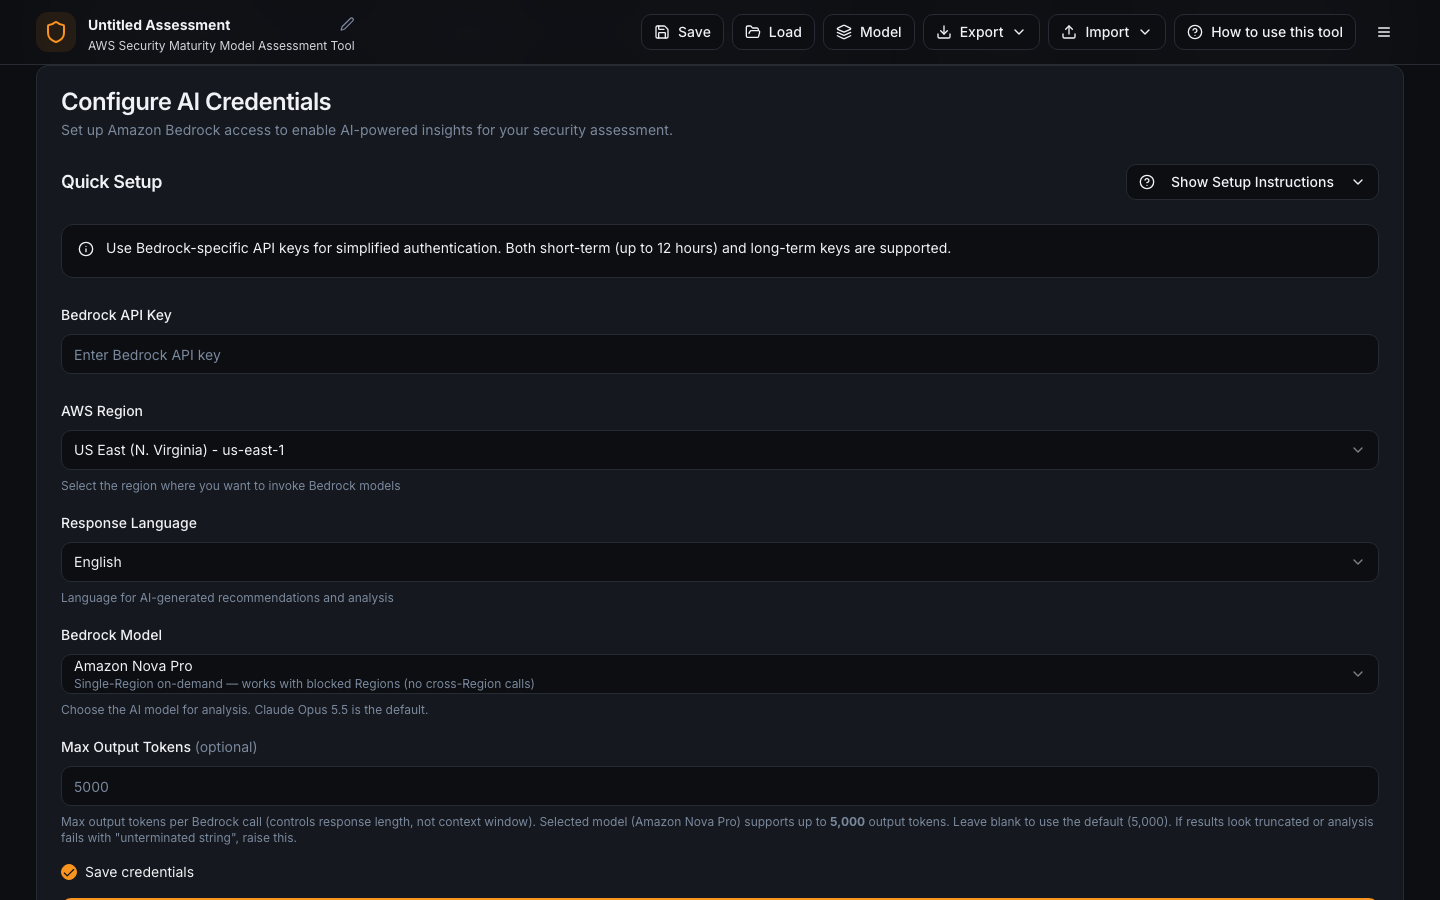 Untitled Assessment
AWS Security Maturity Model Assessment Tool
Save
Load
Model
Export
Import
How to use this tool
Configure AI Credentials
Set up Amazon Bedrock access to enable AI-powered insights for your security assessment.
Quick Setup
Show Setup Instructions
Use Bedrock-specific API keys for simplified authentication. Both short-term (up to 12 hours) and long-term keys are supported.
Bedrock API Key
Enter Bedrock API key
AWS Region
US East (N. Virginia) - us-east-1
Select the region where you want to invoke Bedrock models
Response Language
English
Language for AI-generated recommendations and analysis
Bedrock Model
Amazon Nova Pro
Single-Region on-demand — works with blocked Regions (no cross-Region calls)
Choose the AI model for analysis. Claude Opus 5.5 is the default.
Max Output Tokens (optional)
5000
Max output tokens per Bedrock call (controls response length, not context window). Selected model (Amazon Nova Pro) supports up to 5,000 output tokens. Leave blank to use the default (5,000). If results look truncated or analysis
fails with "unterminated string", raise this.
Save credentials